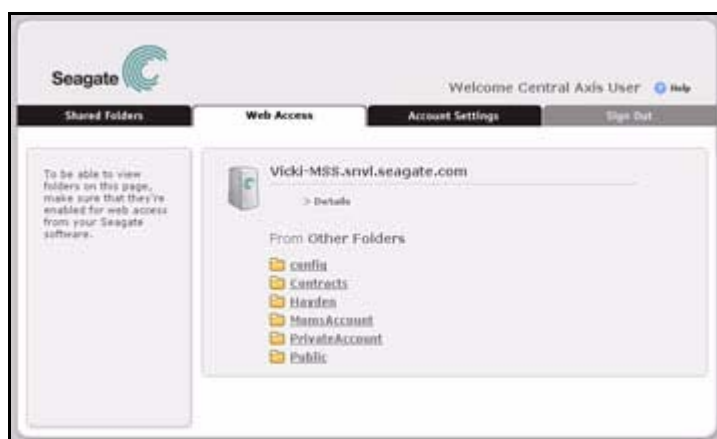 Seagate
Welcome Central Axis User
Help
Shared Folders
Web Access
Account Settings
Sign Out
To be able to view
folders on this page,
make sure that they're
enabled for web access
from your Seagate
software.
Vicki-MSS.snvl.seagate.com
> Details
From Other Folders
config
Contracts
Hayden
MomsAccount
PrivateAccount
Public